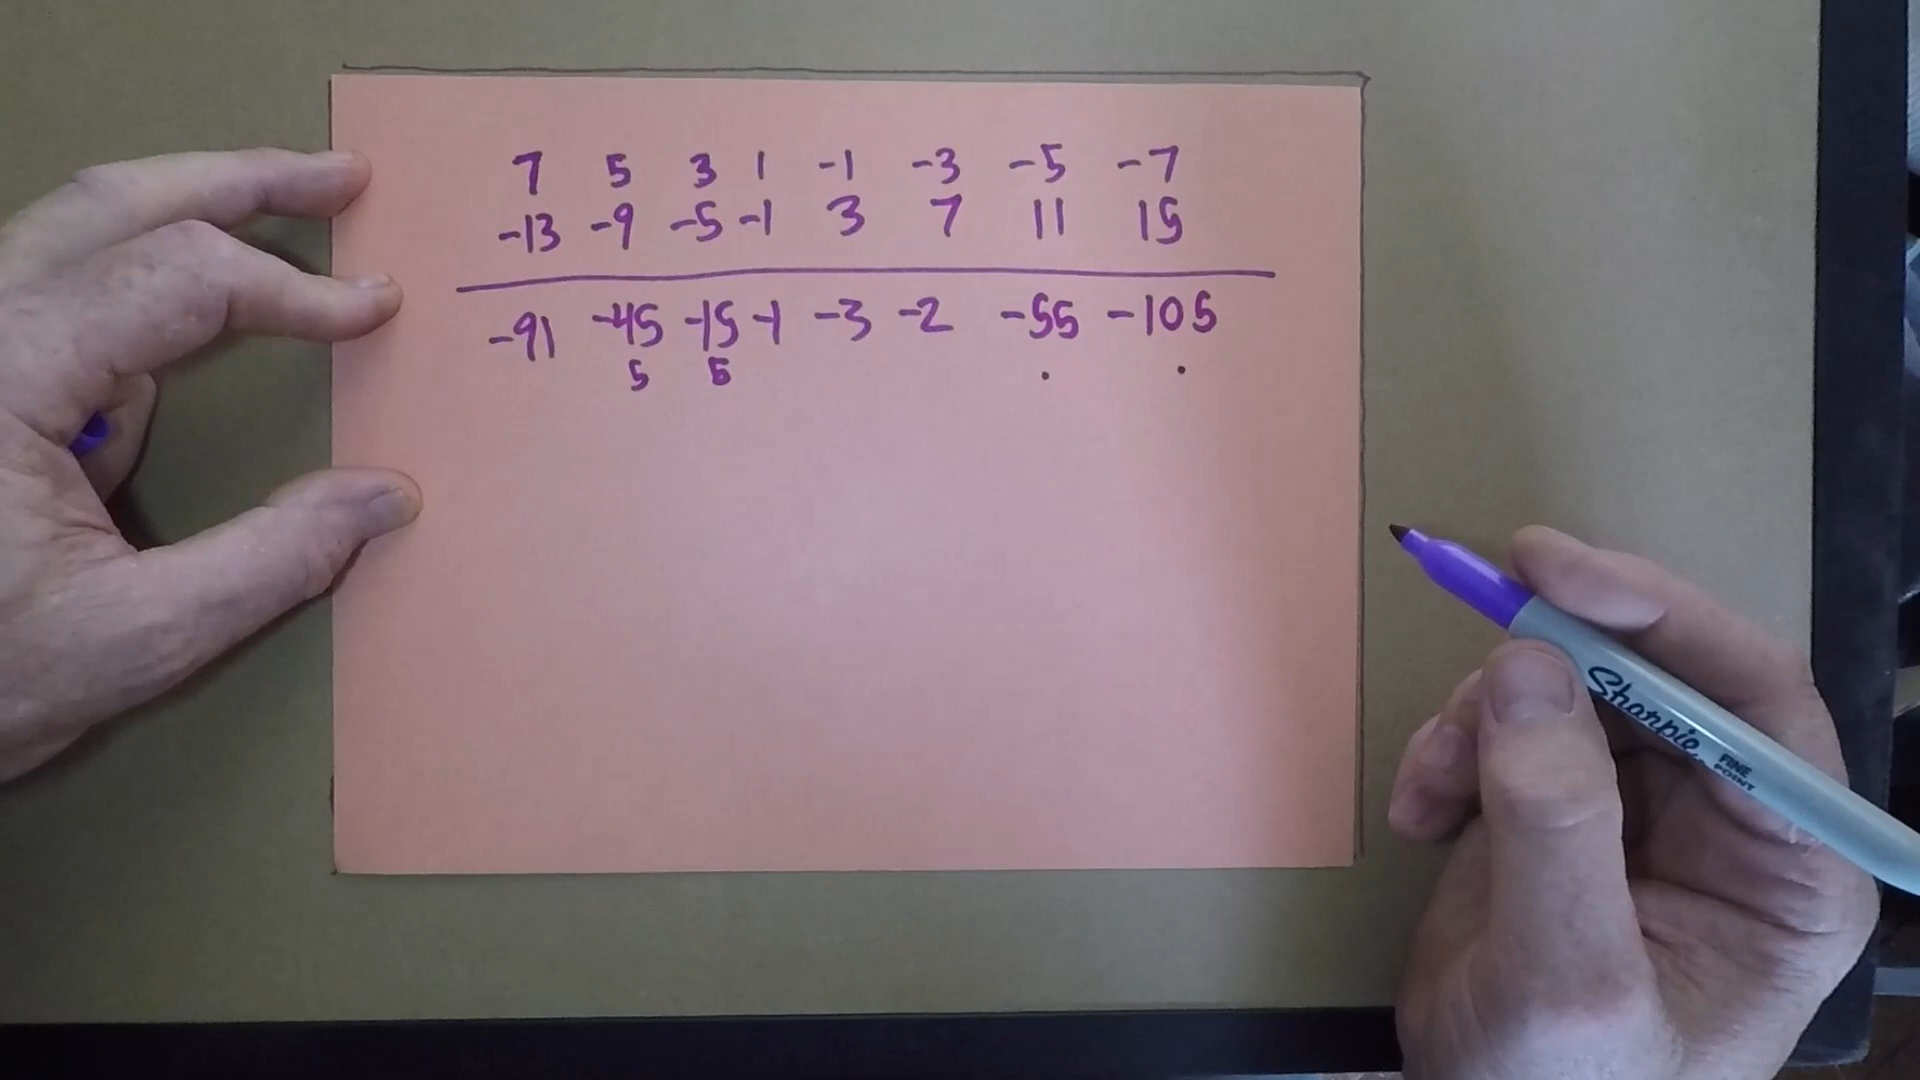 7 5 3 1 -1 -3 -5 -7
-13 -9 -5 -1 3 7 11 15
-91 -45 -15 -1 -3 -2 -55 -105
5 5 . .
Sharpie
FINE
POINT